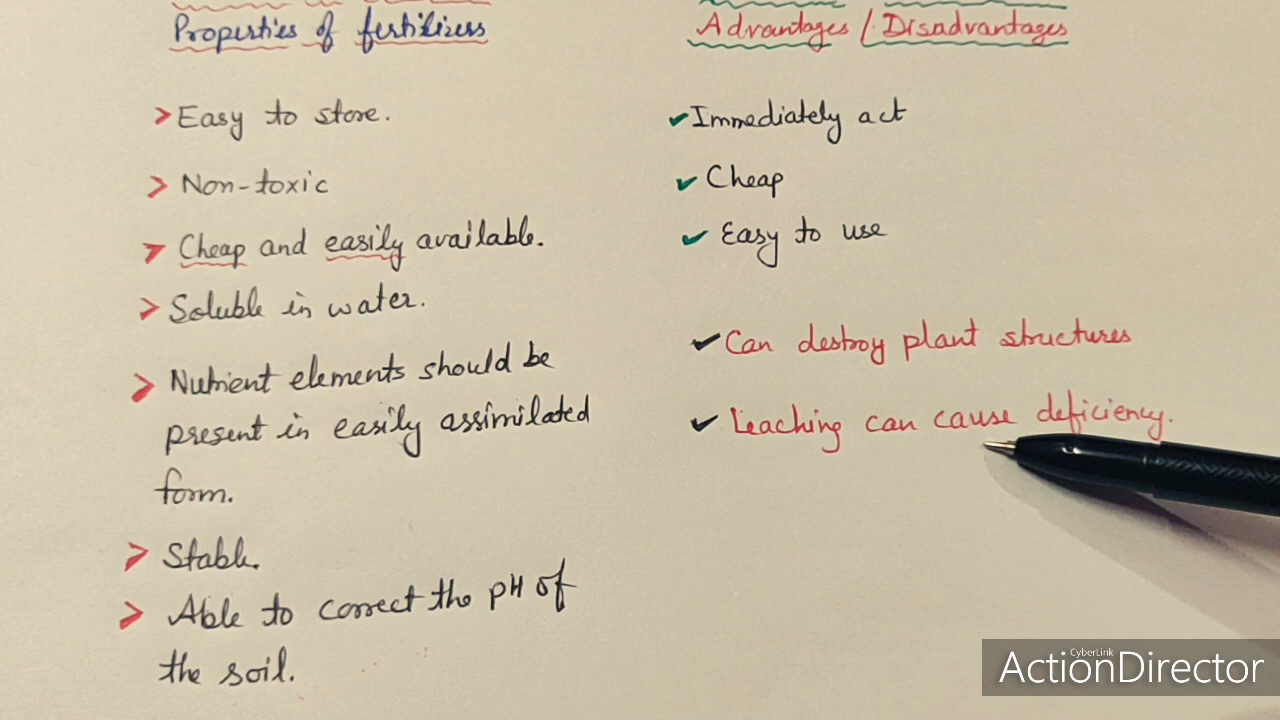 Properties of fertilizers
Easy to store.
Non-toxic
Cheap and easily available.
Soluble in water.
Nutrient elements should be
present in easily assimilated
form.
Stable.
Able to correct the pH of
the soil.
Advantages / Disadvantages
Immediately act
Cheap
Easy to use
Can destroy plant structures
Leaching can cause deficiency.
CyberLink
ActionDirector